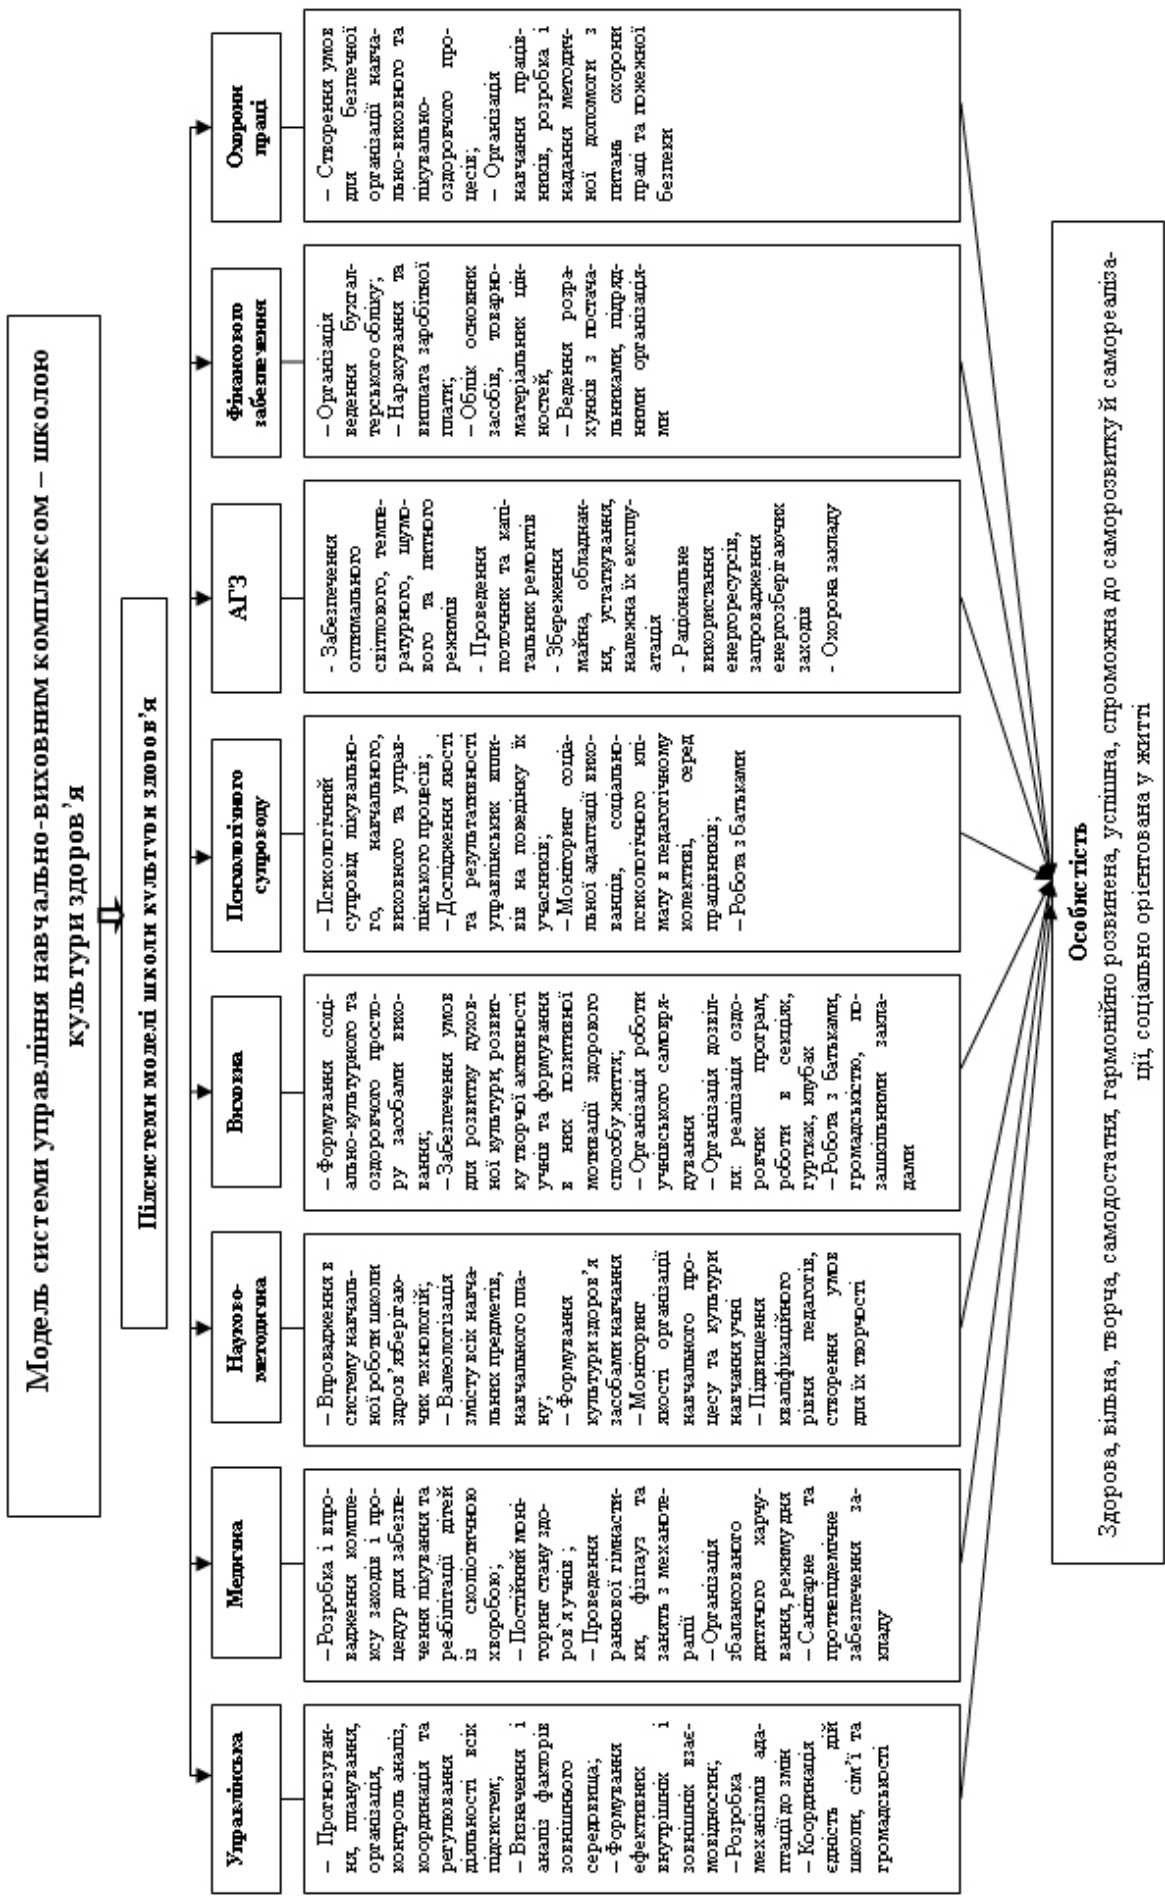 Модель системи управління навчально-виховним комплексом – школою
культури здоров’я
Підсистеми моделі школи культури здоров’я
Управлінська
– Прогнозуван-
ня, планування,
організація,
контроль аналіз,
координація та
регулювання
діяльності всіх
підсистем;
– Визначення і
аналіз факторів
зовнішнього
середовища;
– Формування
ефективних
внутрішніх і
зовнішніх взає-
мовідносин;
– Розробка
механізмів ада-
птації до змін
– Координація
єдність дій
школи, сім’ї та
громадськості
Медична
– Розробка і впро-
вадження компле-
ксу заходів і про-
цедур для забезпе-
чення лікування та
реабілітації дітей
із сколіотичною
хворобою;
– Постійний моні-
торинг стану здо-
ров`я учнів ;
– Проведення
ранкової гімнасти-
ки, фізпауз та
занять з механоте-
рапії
– Організація
збалансованого
дитячого харчу-
вання, режиму дня
– Санітарне та
протиепідемічне
забезпечення за-
кладу
Науково-
методична
– Впровадження в
систему навчаль-
ної роботи школи
здоров’язберігаю-
чих технологій;
– Валеологізація
змісту всіх навча-
льних предметів,
навчального пла-
ну;
– Формування
культури здоров’я
засобами навчання
– Моніторинг
якості організації
навчального про-
цесу та культури
навчання учні
– Підвищення
кваліфікаційного
рівня педагогів,
створення умов
для їх творчості
Виховна
– Формування соці-
ально-культурного та
оздоровчого просто-
ру засобами вихо-
вання;
– Забезпечення умов
для розвитку духов-
ної культури, розвит-
ку творчої активності
учнів та формування
в них позитивної
мотивації здорового
способу життя;
– Організація роботи
учнівського самовря-
дування
– Організація дозвіл-
ля: реалізація оздо-
ровчих програм,
роботи в секціях,
гуртках, клубах
– Робота з батьками,
громадськістю, по-
зашкільними закла-
дами
Психологічного
супроводу
– Психологічний
супровід лікувально-
го, навчального,
виховного та управ-
лінського процесів;
– Дослідження якості
та результативності
управлінських впли-
вів на поведінку їх
учасників;
– Моніторинг соціа-
льної адаптації вихо-
ванців, соціально-
психологічного клі-
мату в педагогічному
колективі, серед
працівників;
– Робота з батьками
АГЗ
- Забезпечення
оптимального
світлового, темпе-
ратурного, шумо-
вого та питного
режимів
- Проведення
поточних та капі-
тальних ремонтів
- Збереження
майна, обладнан-
ня, устаткування,
належна їх експлу-
атація
- Раціональне
використання
енергоресурсів,
запровадження
енергозберігаючих
заходів
- Охорона закладу
Фінансового
забезпечення
– Організація
ведення бухгал-
терського обліку;
– Нарахування та
виплата заробітної
плати;
– Облік основних
засобів, товарно-
матеріальних цін-
ностей;
– Ведення розра-
хунків з постача-
льниками, підряд-
ними організація-
ми
Охорони
праці
– Створення умов
для безпечної
організації навча-
льно-виховного та
лікувально-
оздоровчого про-
цесів;
– Організація
навчання праців-
ників, розробка і
надання методич-
ної допомоги з
питань охорони
праці та пожежної
безпеки
Особистість
Здорова, вільна, творча, самодостатня, гармонійно розвинена, успішна, спроможна до саморозвитку й самореаліза-
ції, соціально орієнтована у житті